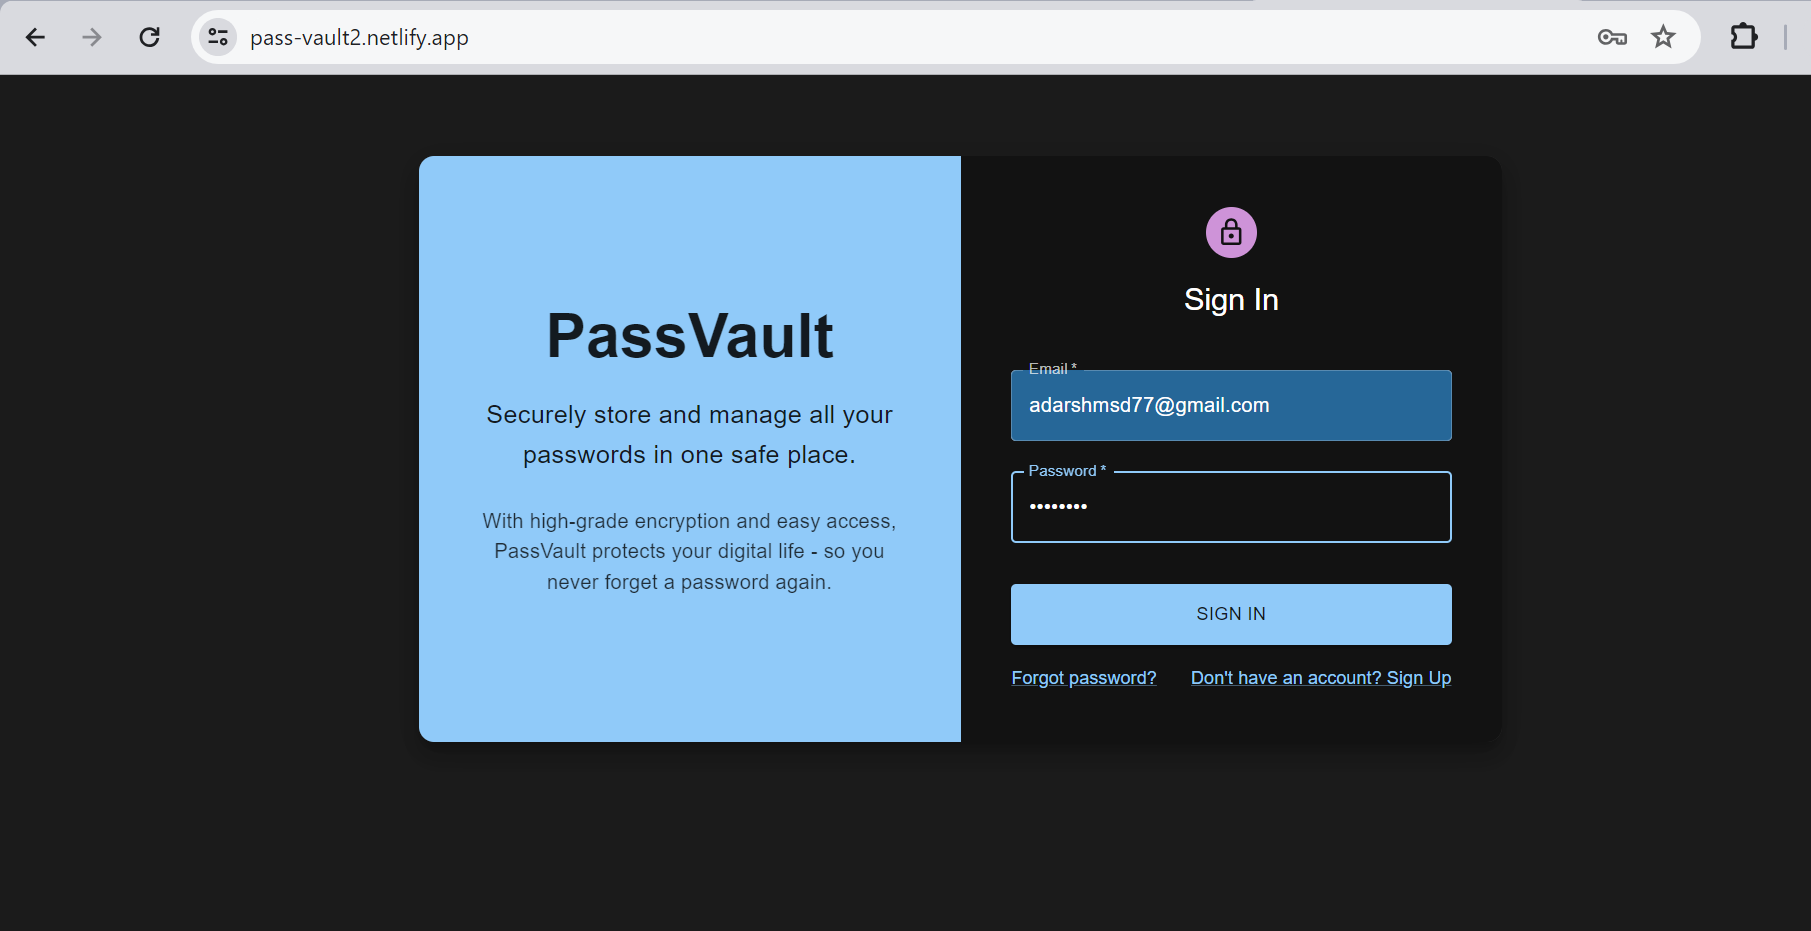 pass-vault2.netlify.app
PassVault
Securely store and manage all your
passwords in one safe place.
With high-grade encryption and easy access,
PassVault protects your digital life - so you
never forget a password again.
Sign In
Email *
adarshmsd77@gmail.com
Password *
••••••••
SIGN IN
Forgot password?
Don't have an account? Sign Up